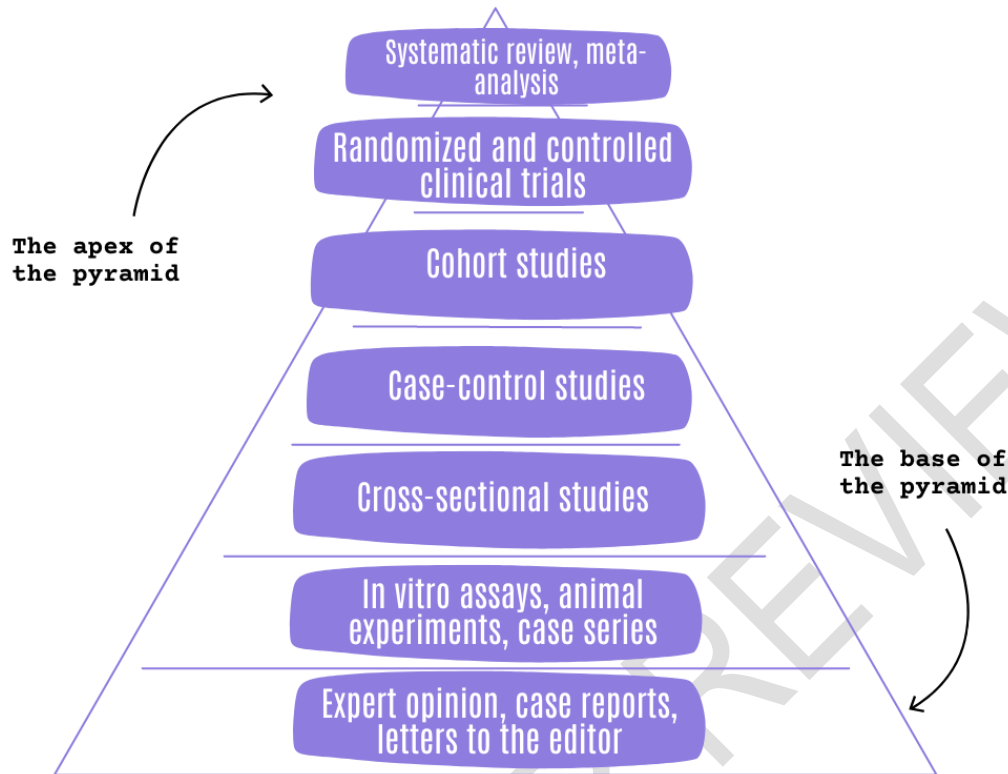 Systematic review, meta-
analysis
Randomized and controlled
clinical trials
The apex of
the pyramid
Cohort studies
Case-control studies
The base of
the pyramid
Cross-sectional studies
In vitro assays, animal
experiments, case series
Expert opinion, case reports,
letters to the editor